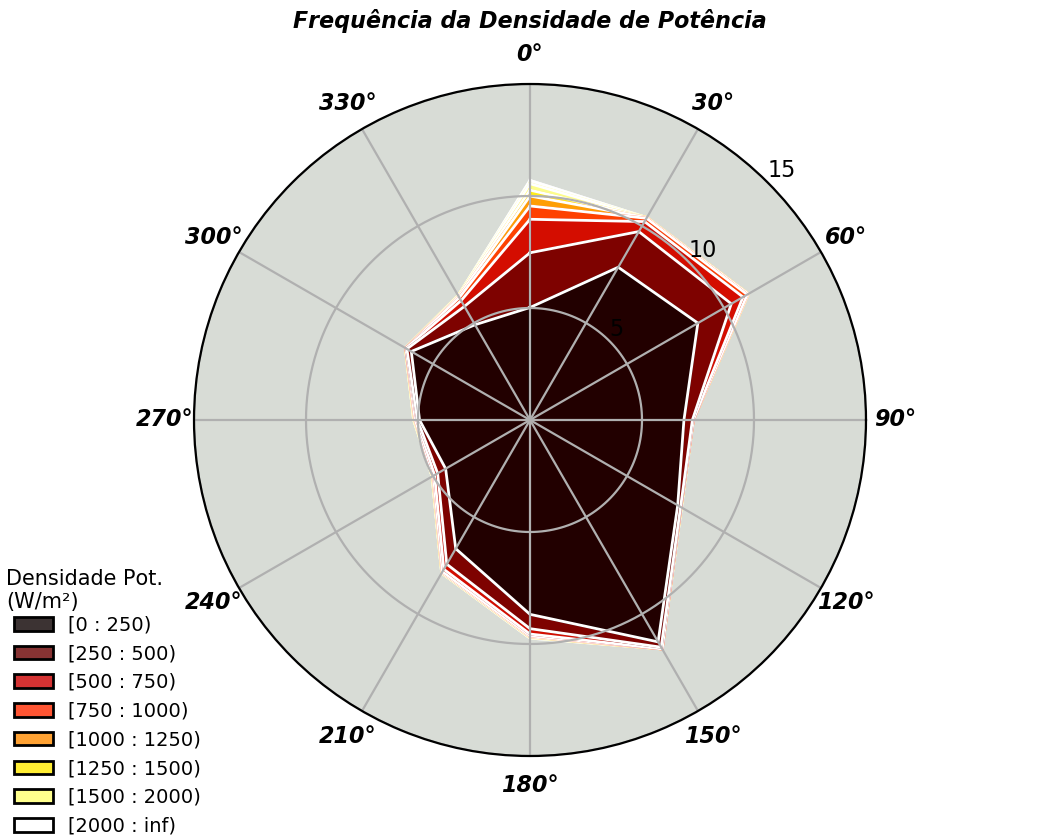 Frequência da Densidade de Potência
0°
330°
30°
15
300°
60°
10
5
270°
90°
Densidade Pot.
(W/m²)
240°
120°
[0 : 250)
[250 : 500)
[500 : 750)
[750 : 1000)
210°
150°
[1000 : 1250)
[1250 : 1500)
180°
[1500 : 2000)
[2000 : inf)